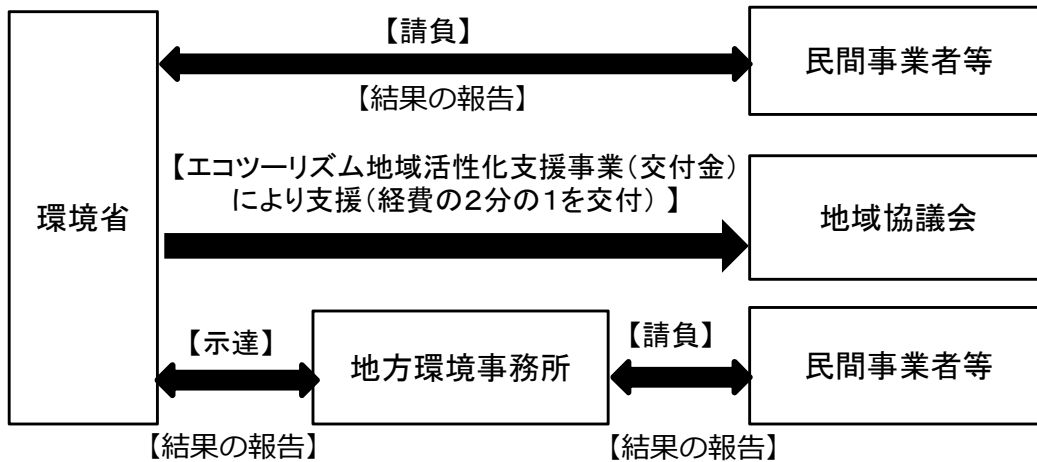 【請負】
民間事業者等
【結果の報告】
【エコツーリズム地域活性化支援事業（交付金）
により支援（経費の２分の１を交付）】
環境省
地域協議会
【示達】
地方環境事務所
【請負】
民間事業者等
【結果の報告】
【結果の報告】